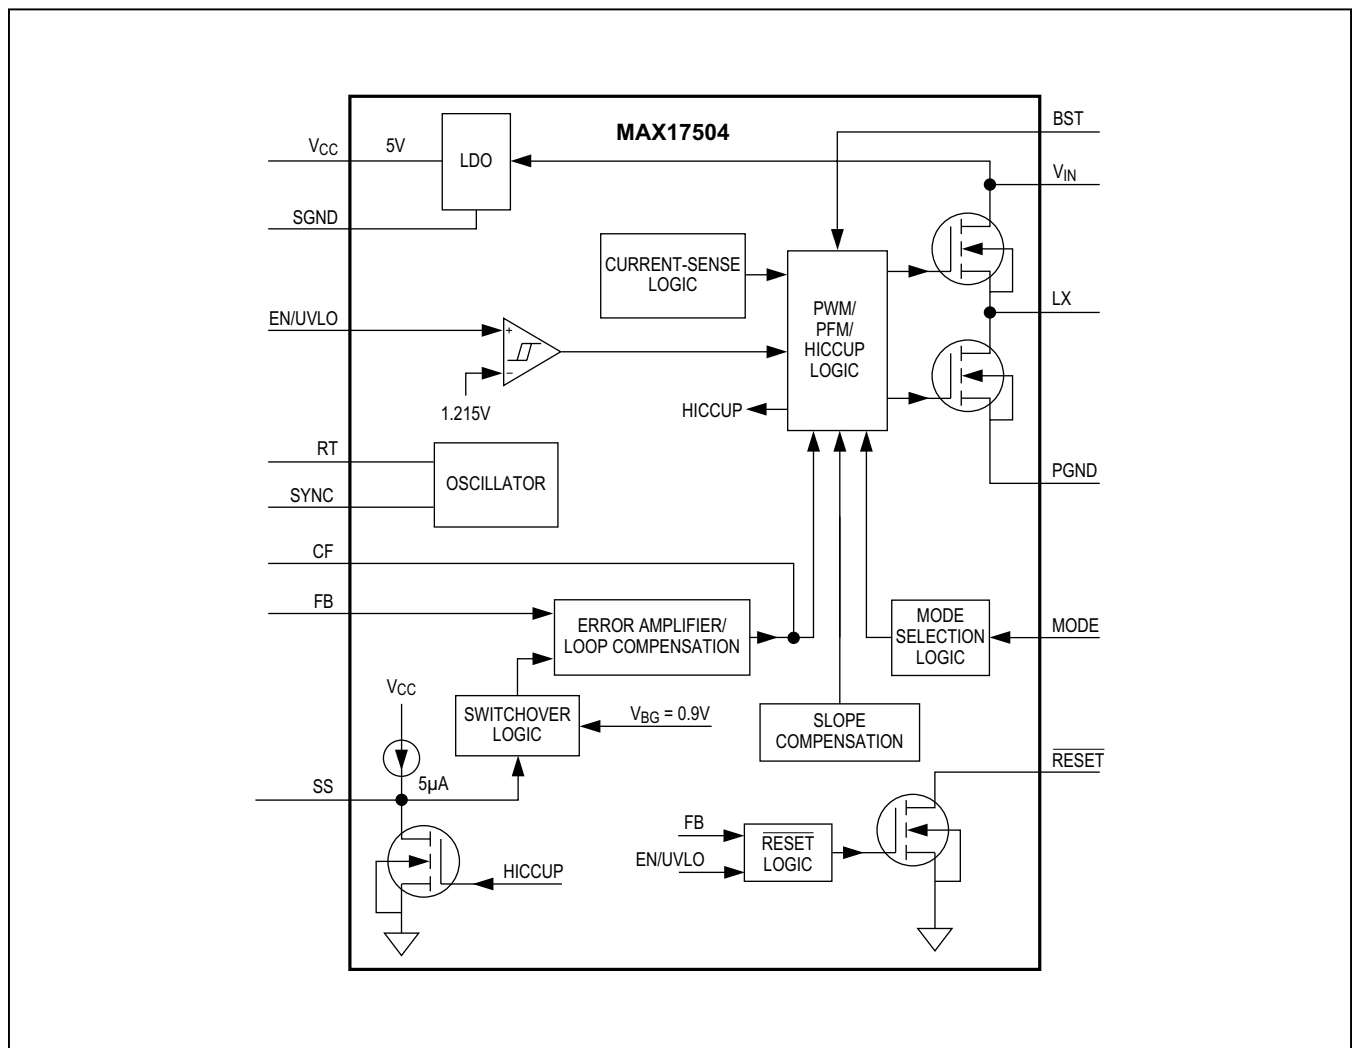 MAX17504
BST
VCC
5V
LDO
VIN
SGND
CURRENT-SENSE
LOGIC
EN/UVLO
+
−
1.215V
PWM/
PFM/
HICCUP
LOGIC
LX
HICCUP
RT
SYNC
OSCILLATOR
PGND
CF
FB
ERROR AMPLIFIER/
LOOP COMPENSATION
MODE
SELECTION
LOGIC
MODE
VCC
SWITCHOVER
LOGIC
VBG = 0.9V
SLOPE
COMPENSATION
RESET
5µA
SS
HICCUP
FB
EN/UVLO
RESET
LOGIC